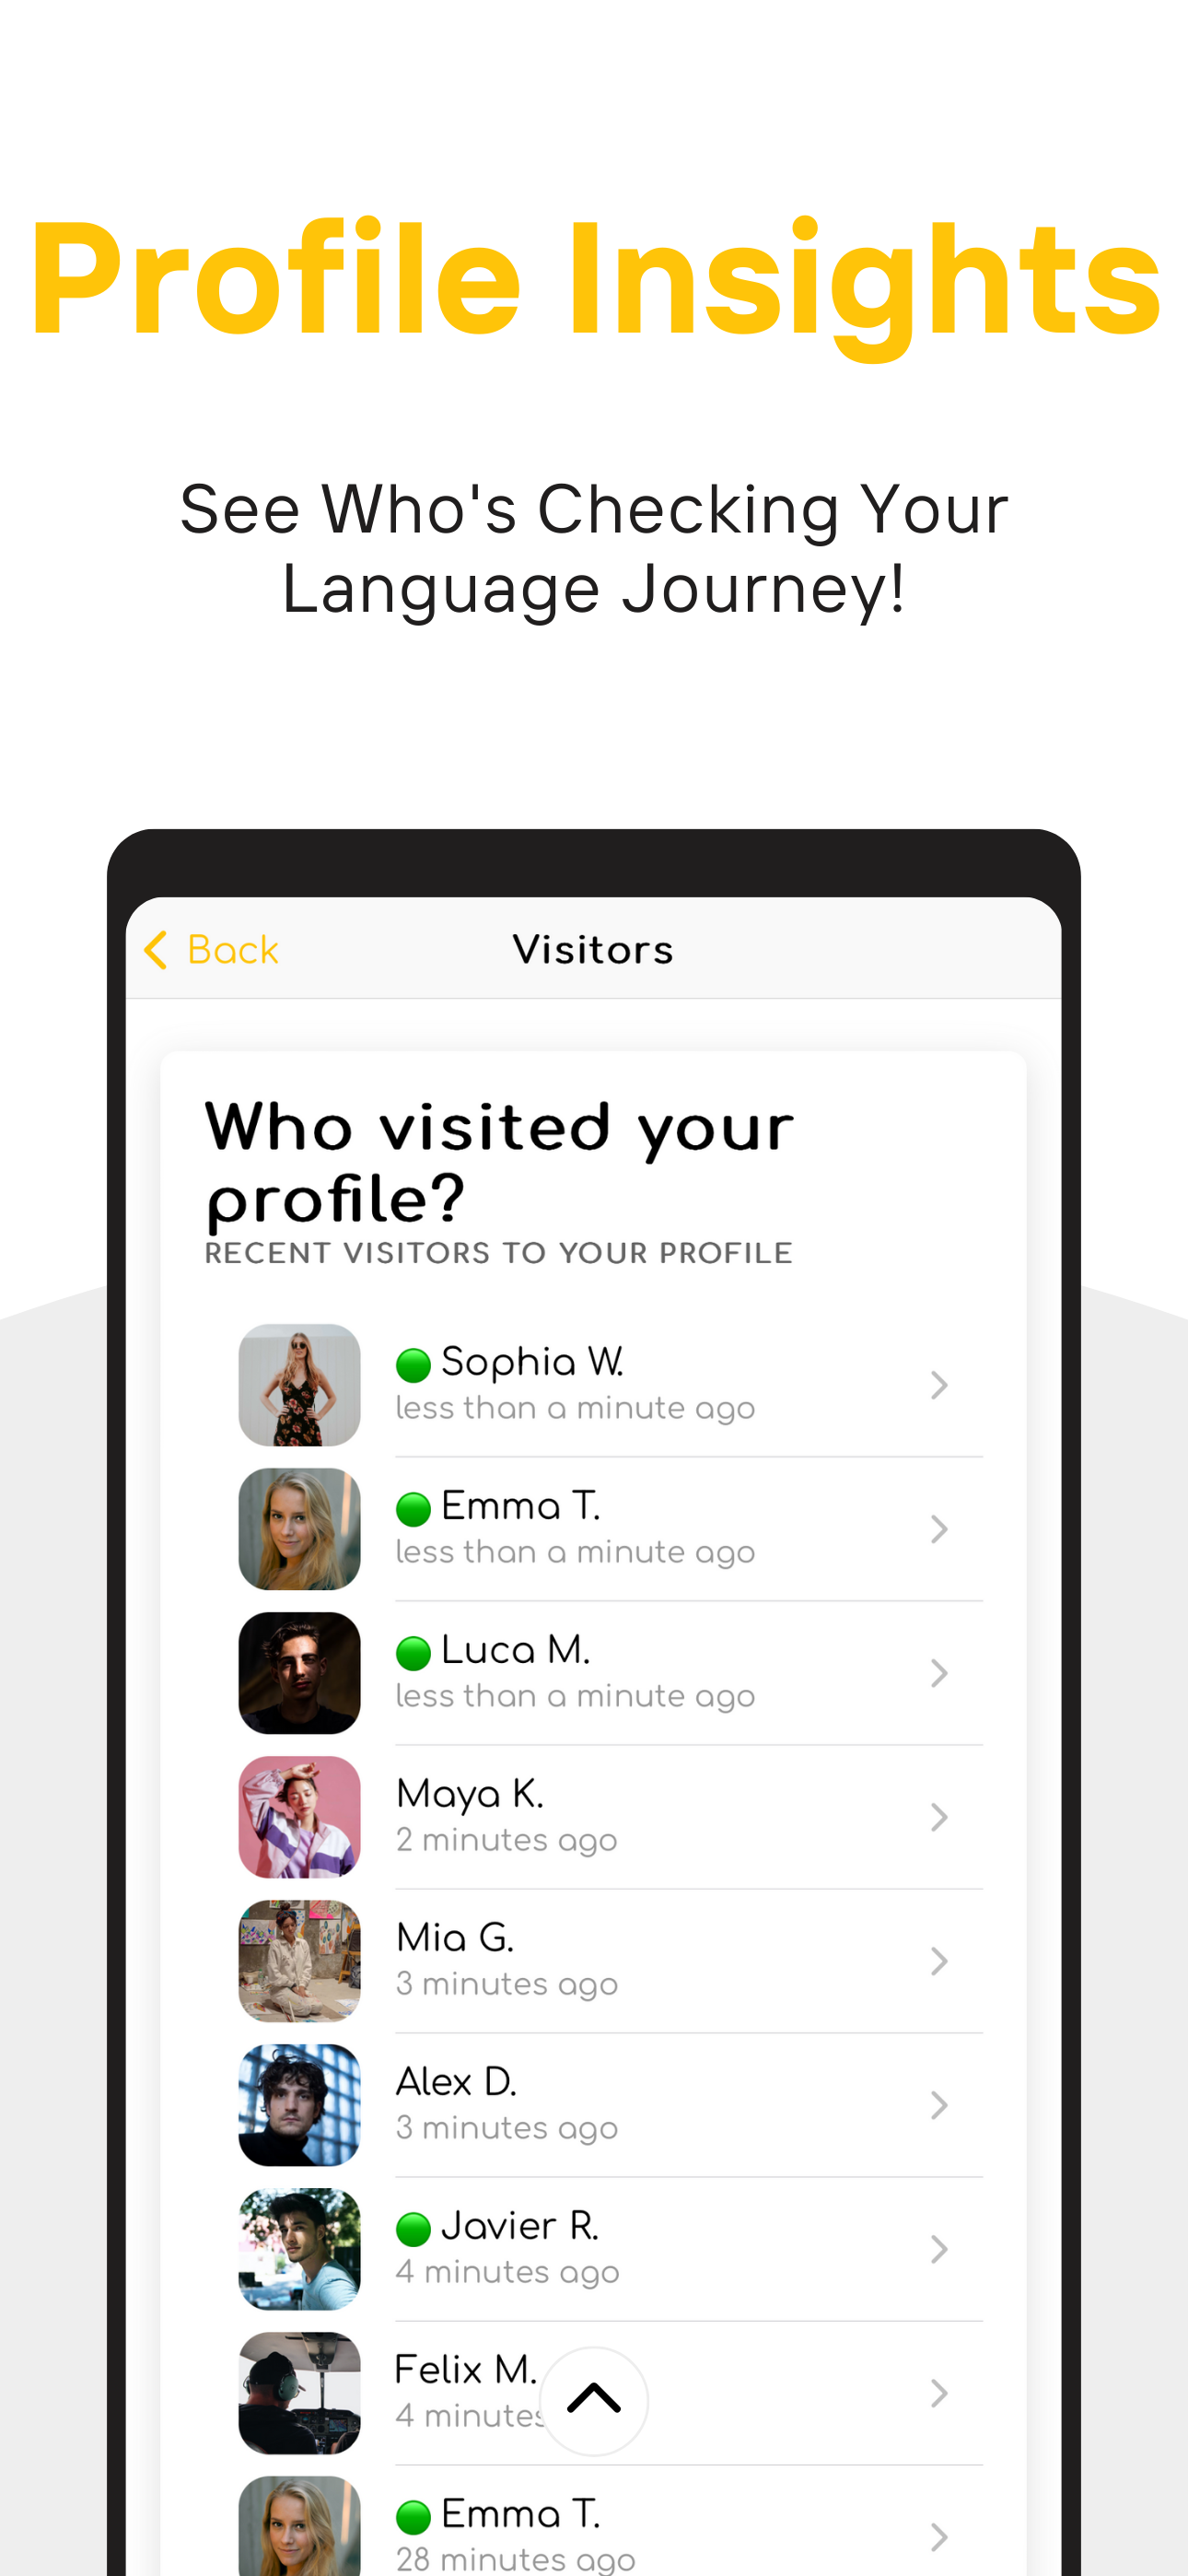 Profile Insights
See Who's Checking Your
Language Journey!
Back
Visitors
Who visited your
profile?
RECENT VISITORS TO YOUR PROFILE
Sophia W.
less than a minute ago
Emma T.
less than a minute ago
Luca M.
less than a minute ago
Maya K.
2 minutes ago
Mia G.
3 minutes ago
Alex D.
3 minutes ago
Javier R.
4 minutes ago
Felix M.
4 minutes
Emma T.
28 minutes ago